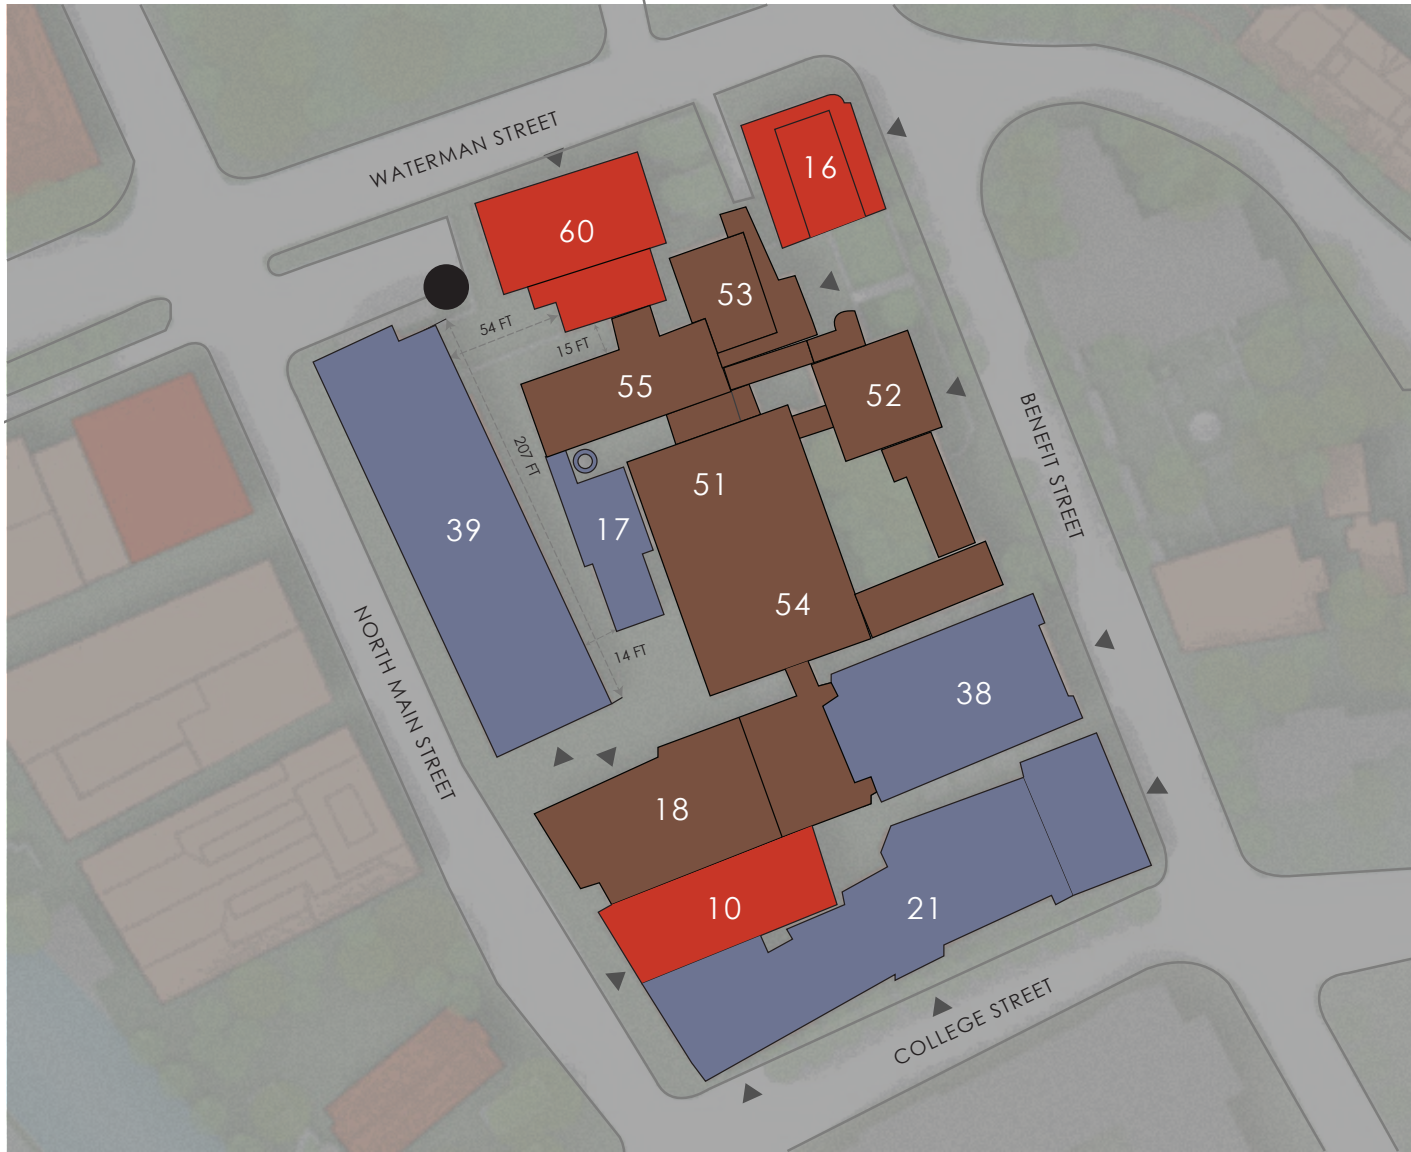 WATERMAN STREET
16
60
53
54 FT
15 FT
55
52
BENEFIT STREET
207 FT
51
17
39
54
NORTH MAIN STREET
14 FT
38
18
10
21
COLLEGE STREET